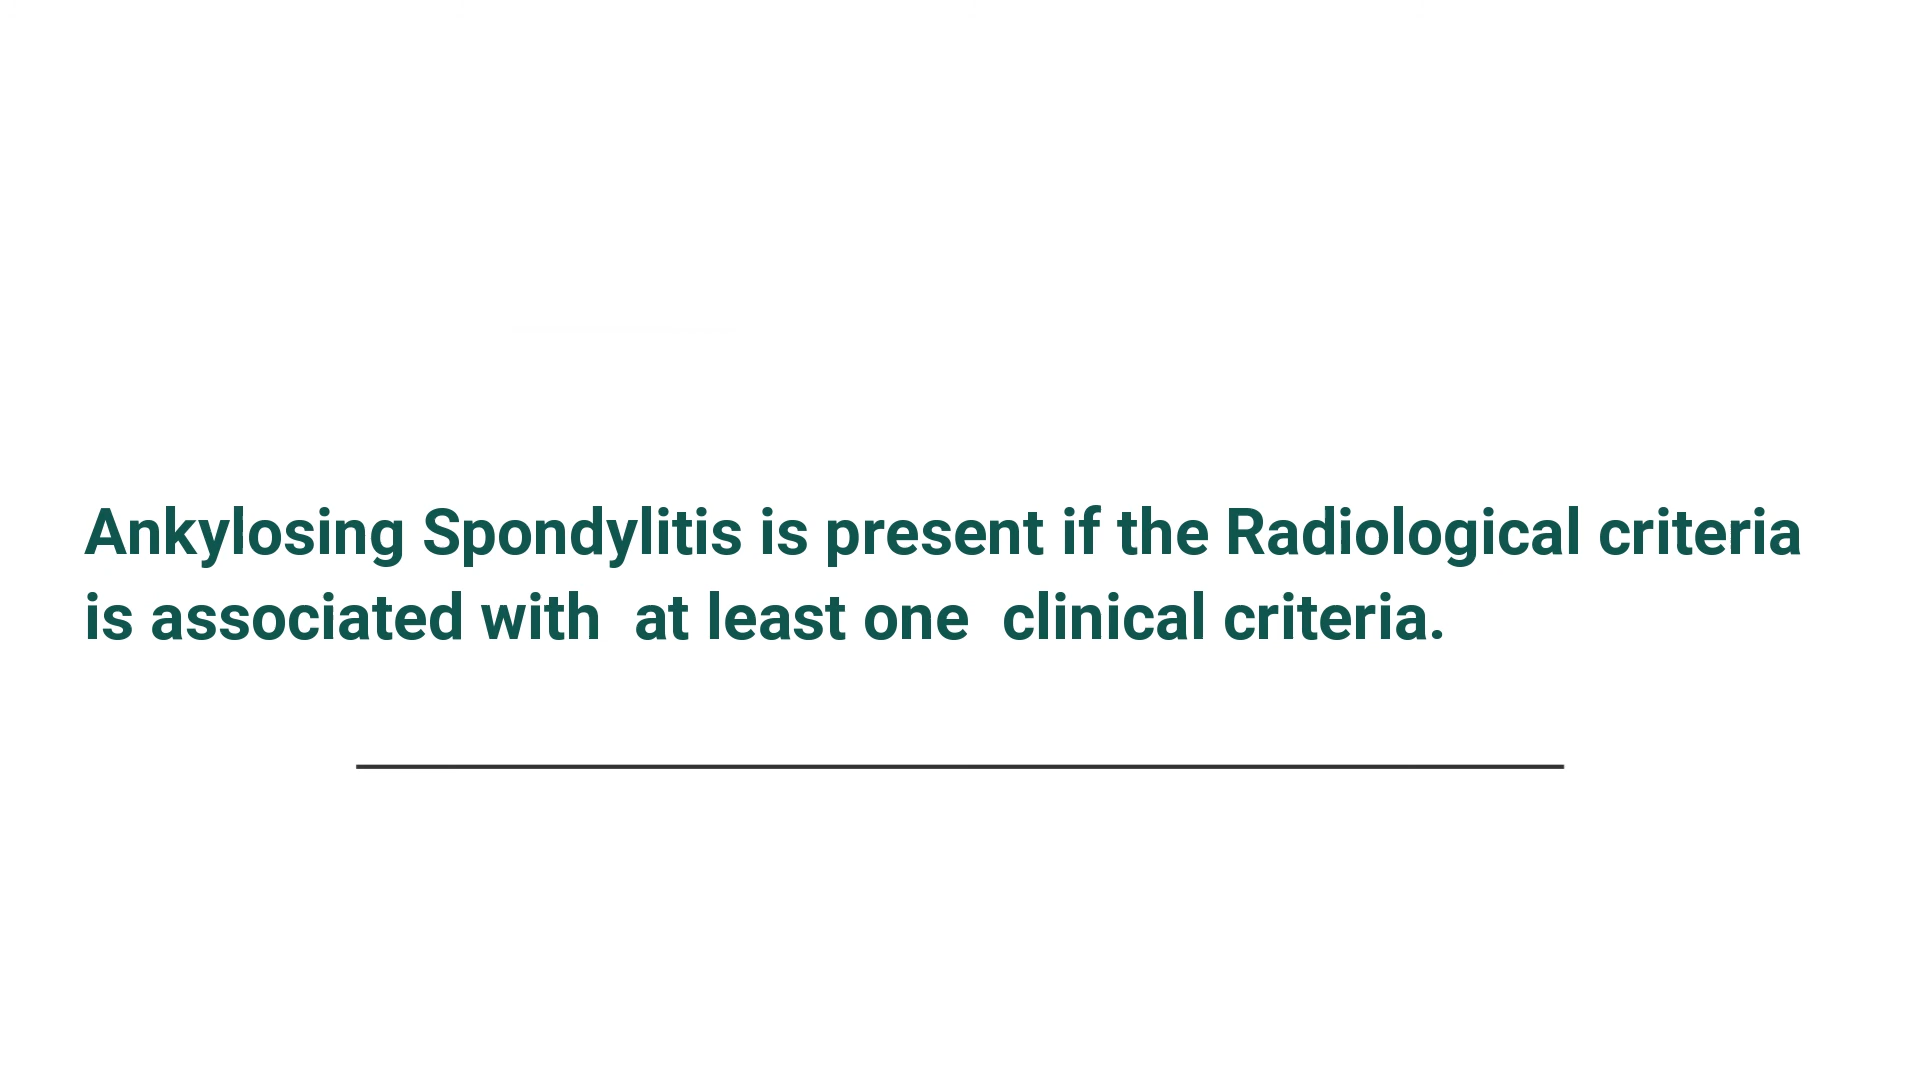 Ankylosing Spondylitis is present if the Radiological criteria
is associated with  at least one  clinical criteria.